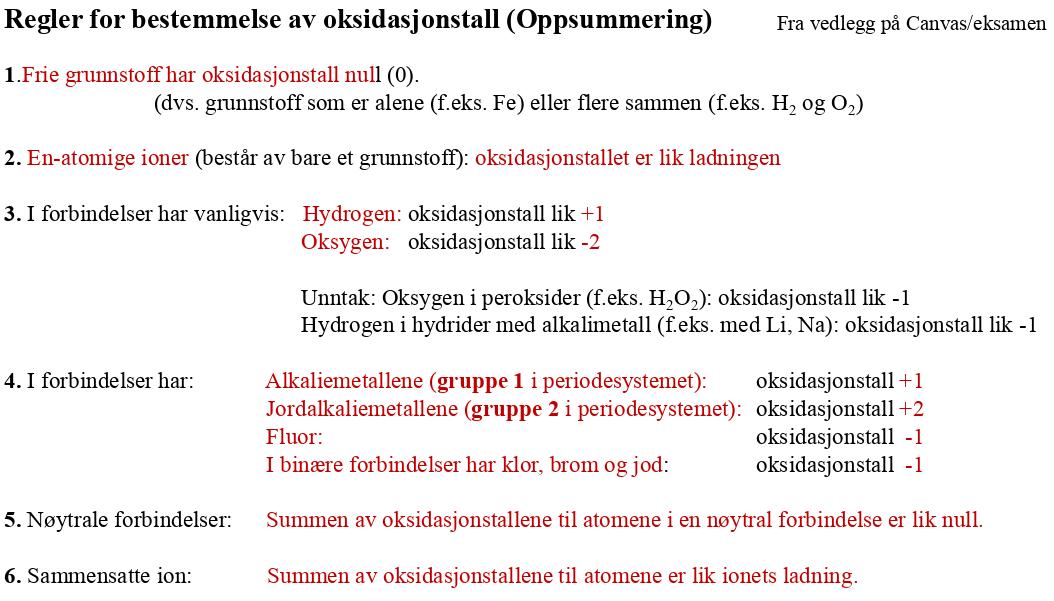 Regler for bestemmelse av oksidasjonstall (Oppsummering) Fra vedlegg på Canvas/eksamen
1.Frie grunnstoff har oksidasjonstall null (0).
(dvs. grunnstoff som er alene (f.eks. Fe) eller flere sammen (f.eks. H₂ og O₂)
2. En-atomige ioner (består av bare et grunnstoff): oksidasjonstallet er lik ladningen
3. I forbindelser har vanligvis: Hydrogen: oksidasjonstall lik +1
Oksygen: oksidasjonstall lik -2
Unntak: Oksygen i peroksider (f.eks. H₂O₂): oksidasjonstall lik -1
Hydrogen i hydrider med alkalimetall (f.eks. med Li, Na): oksidasjonstall lik -1
4. I forbindelser har: Alkaliemetallene (gruppe 1 i periodesystemet): oksidasjonstall +1
Jordalkaliemetallene (gruppe 2 i periodesystemet): oksidasjonstall +2
Fluor: oksidasjonstall -1
I binære forbindelser har klor, brom og jod: oksidasjonstall -1
5. Nøytrale forbindelser: Summen av oksidasjonstallene til atomene i en nøytral forbindelse er lik null.
6. Sammensatte ion: Summen av oksidasjonstallene til atomene er lik ionets ladning.